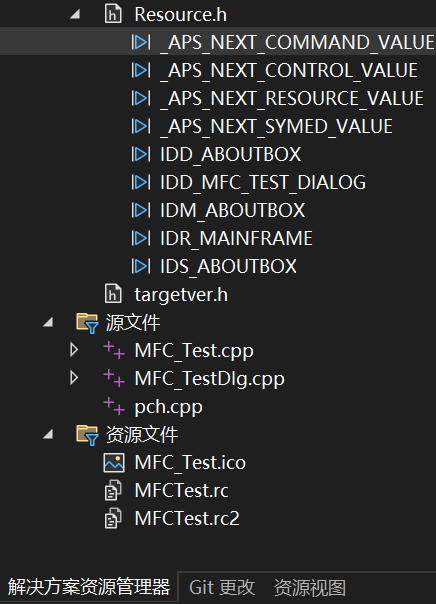 Resource.h
_APS_NEXT_COMMAND_VALUE
_APS_NEXT_CONTROL_VALUE
_APS_NEXT_RESOURCE_VALUE
_APS_NEXT_SYMED_VALUE
IDD_ABOUTBOX
IDD_MFC_TEST_DIALOG
IDM_ABOUTBOX
IDR_MAINFRAME
IDS_ABOUTBOX
targetver.h
源文件
MFC_Test.cpp
MFC_TestDlg.cpp
pch.cpp
资源文件
MFC_Test.ico
MFCTest.rc
MFCTest.rc2
解决方案资源管理器 Git 更改 资源视图